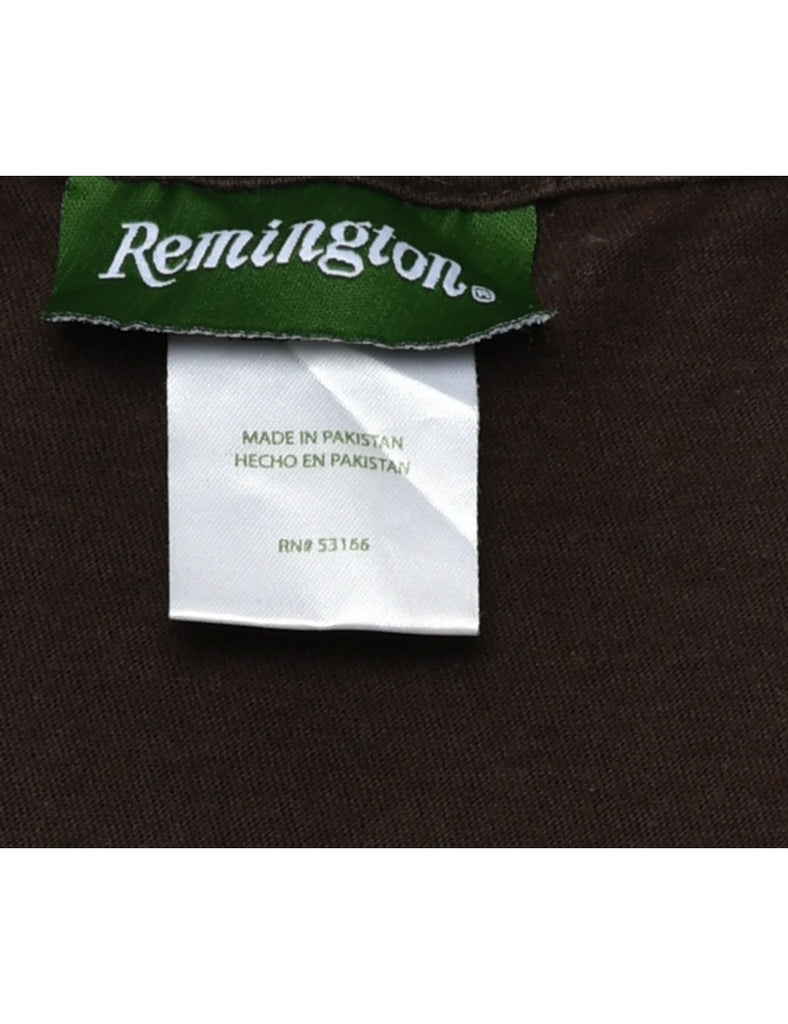 Remington®
MADE IN PAKISTAN
HECHO EN PAKISTAN
RN# 53166